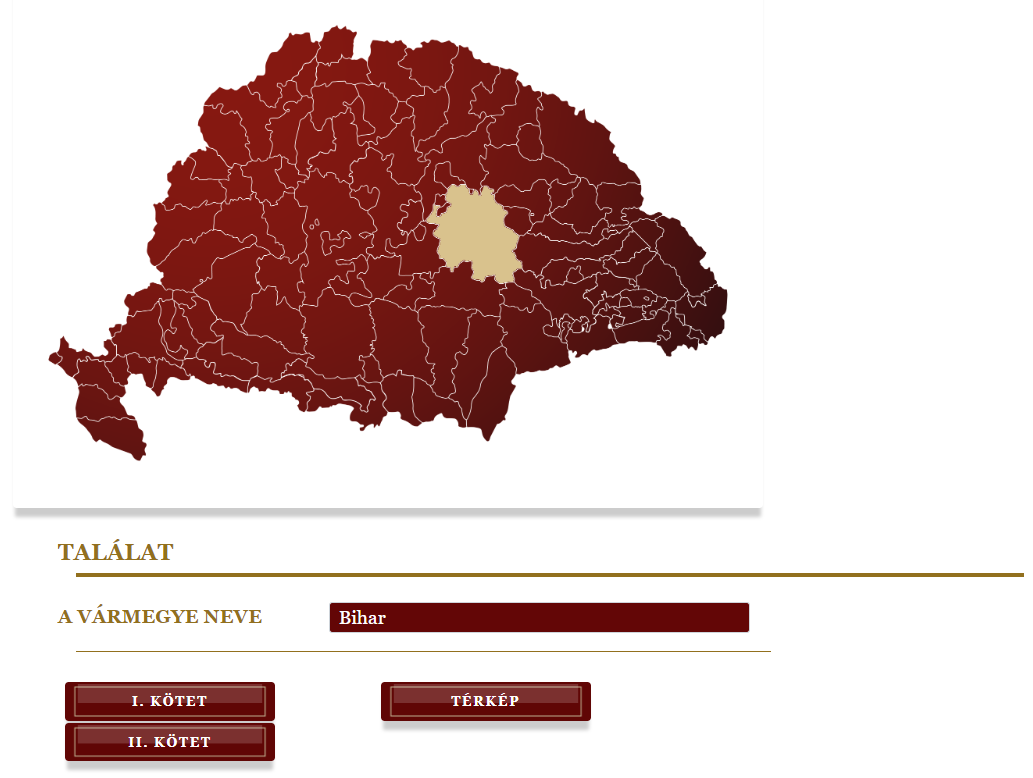 TALÁLAT
A VÁRMEGYE NEVE
Bihar
I. KÖTET
TÉRKÉP
II. KÖTET